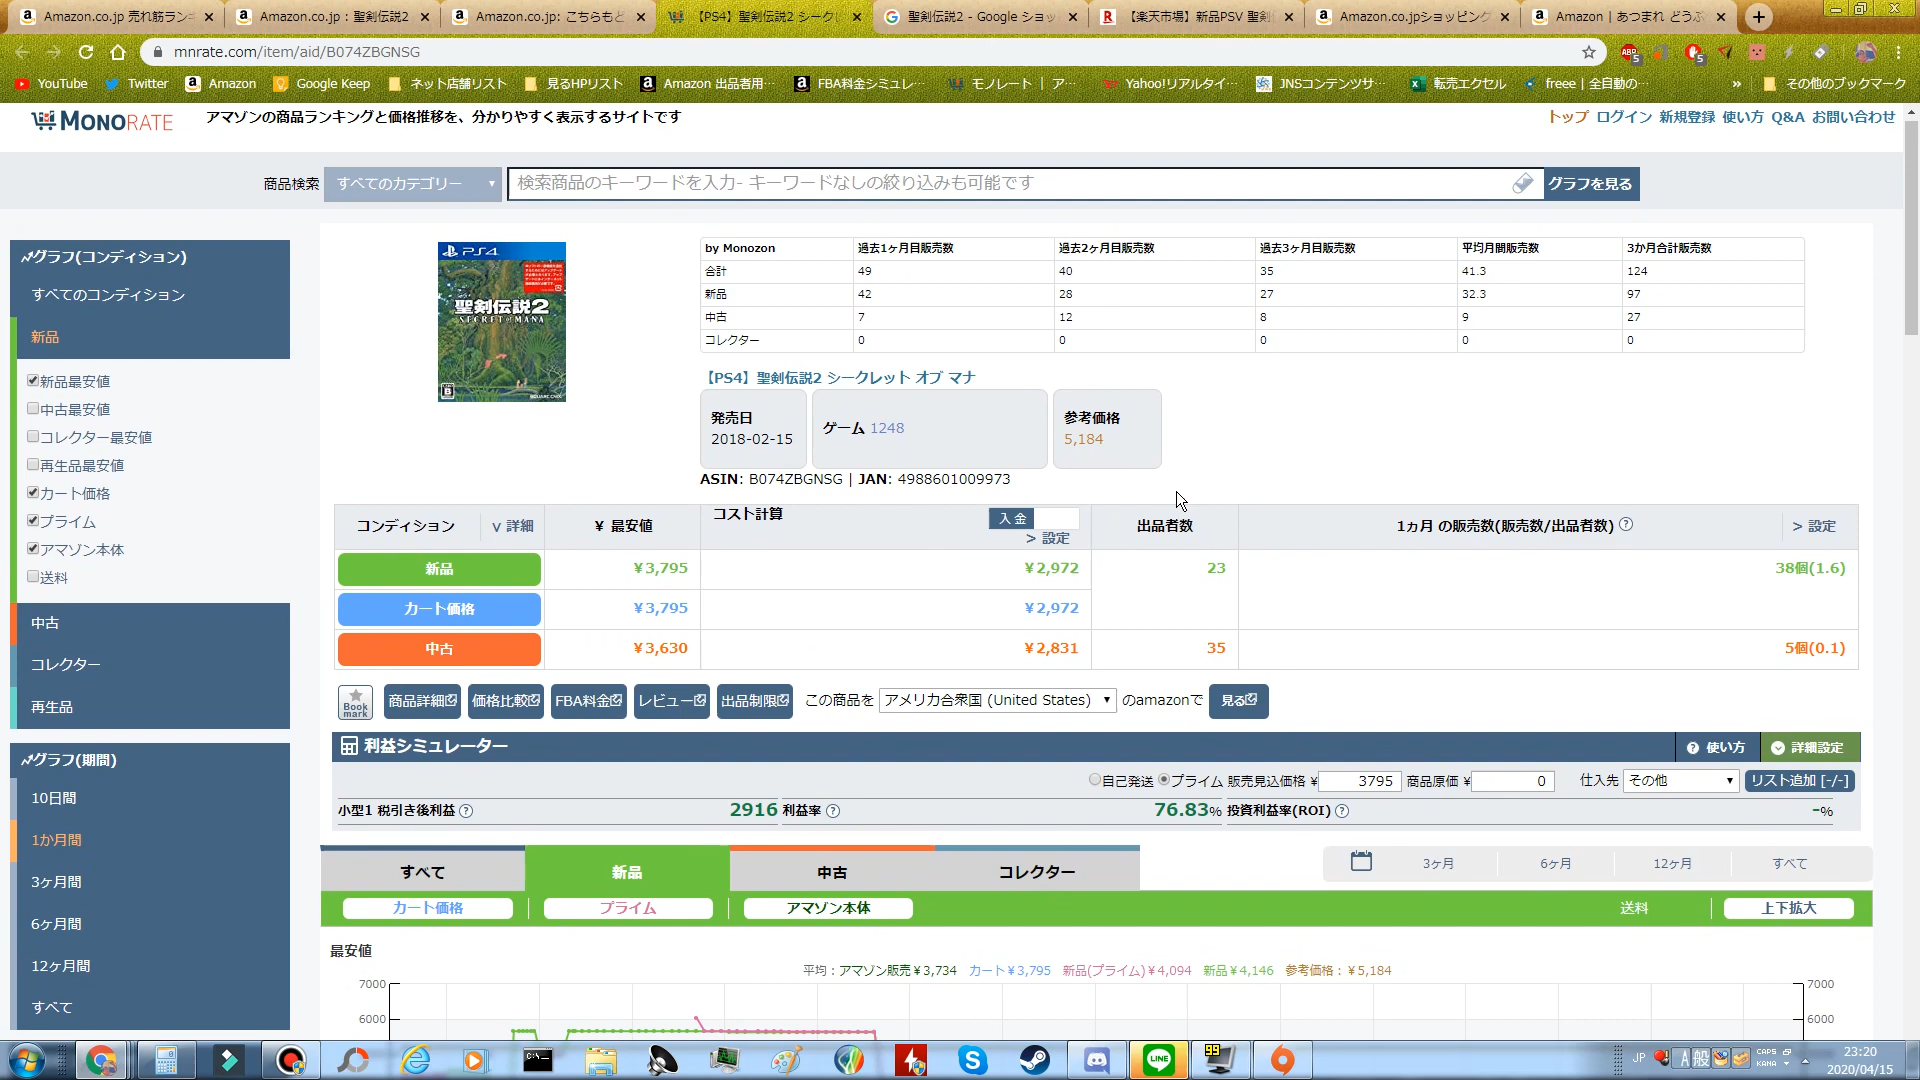 Amazon.co.jp 売れ筋ラン
Amazon.co.jp : 聖剣伝説2
Amazon.co.jp: こちらもと
【PS4】聖剣伝説2 シークレ
聖剣伝説2 - Google ショッ
【楽天市場】新品PSV 聖剣
Amazon.co.jpショッピング
Amazon | あつまれ どうぶ
mnrate.com/item/aid/B074ZBGNSG
YouTube
Twitter
Amazon
Google Keep
ネット店舗リスト
見るHPリスト
Amazon 出品者用…
FBA料金シミュレ…
モノレート | ア…
Yahoo!リアルタイ…
JNSコンテンツサ…
転売エクセル
freee | 全自動の…
»
その他のブックマーク
MONORATE
アマゾンの商品ランキングと価格推移を、分かりやすく表示するサイトです
トップ ログイン 新規登録 使い方 Q&A お問い合わせ
商品検索
すべてのカテゴリー
検索商品のキーワードを入力- キーワードなしの絞り込みも可能です
グラフを見る
グラフ(コンディション)
すべてのコンディション
新品
新品最安値
中古最安値
コレクター最安値
再生品最安値
カート価格
プライム
アマゾン本体
送料
中古
コレクター
再生品
グラフ(期間)
10日間
1か月間
3ヶ月間
6ヶ月間
12ヶ月間
すべて
PS4
聖剣伝説2
SECRET of MANA
by Monozon 過去1ヶ月目販売数 過去2ヶ月目販売数 過去3ヶ月目販売数 平均月間販売数 3か月合計販売数
合計 49 40 35 41.3 124
新品 42 28 27 32.3 97
中古 7 12 8 9 27
コレクター 0 0 0 0 0
【PS4】聖剣伝説2 シークレット オブ マナ
発売日
2018-02-15
ゲーム 1248
参考価格
5,184
ASIN: B074ZBGNSG | JAN: 4988601009973
コンディション ∨ 詳細 ¥ 最安値 コスト計算 入金 > 設定 出品者数 1ヵ月 の販売数(販売数/出品者数) ? > 設定
新品 ¥3,795 ¥2,972 23 38個(1.6)
カート価格 ¥3,795 ¥2,972
中古 ¥3,630 ¥2,831 35 5個(0.1)
Book mark
商品詳細 価格比較 FBA料金 レビュー 出品制限 この商品を アメリカ合衆国 (United States) のamazonで 見る
利益シミュレーター
使い方
詳細設定
自己発送 プライム 販売見込価格 ¥ 3795 商品原価 ¥ 0 仕入先 その他 リスト追加 [-/-]
小型1 税引き後利益 ? 2916 利益率 ? 76.83% 投資利益率(ROI) ? -%
すべて 新品 中古 コレクター
3ヶ月 6ヶ月 12ヶ月 すべて
カート価格 プライム アマゾン本体 送料 上下拡大
最安値
平均 : アマゾン販売¥3,734 カート¥3,795 新品(プライム)¥4,094 新品¥4,146 参考価格 : ¥5,184
7000 7000
6000 6000
LINE
JP
A 般
CAPS
KANA
23:20
2020/04/15